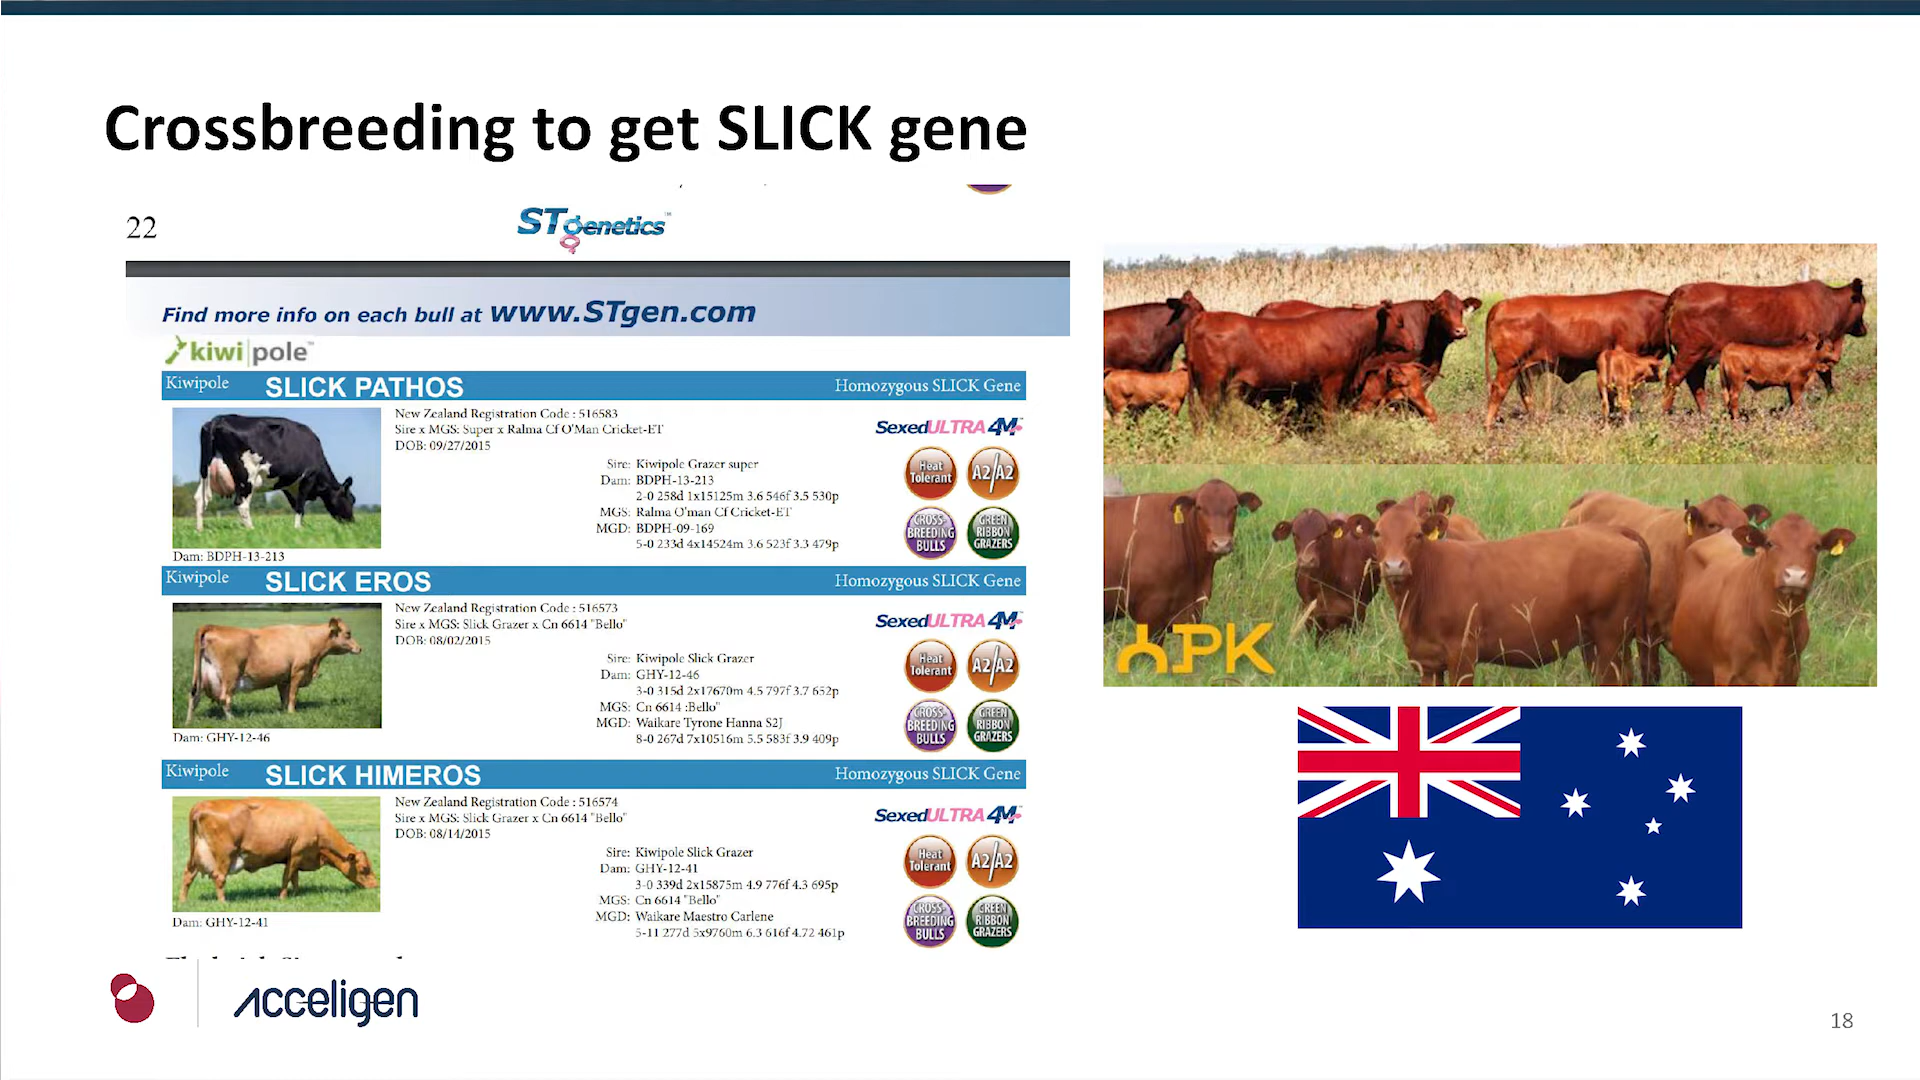 Crossbreeding to get SLICK gene
22
STgenetics™
Find more info on each bull at www.STgen.com
kiwi|pole™
Kiwipole SLICK PATHOS Homozygous SLICK Gene
New Zealand Registration Code : 516583
Sire x MGS: Super x Ralma Cf O'Man Cricket-ET
DOB: 09/27/2015
SexedULTRA 4M™
Sire: Kiwipole Grazer super
Dam: BDPH-13-213
2-0 258d 1x15125m 3.6 546f 3.5 530p
MGS: Ralma O'man Cf Cricket-ET
MGD: BDPH-09-169
5-0 233d 4x14524m 3.6 523f 3.3 479p
Heat Tolerant
A2/A2
CROSS-BREEDING BULLS
GREEN RIBBON GRAZERS
Dam: BDPH-13-213
Kiwipole SLICK EROS Homozygous SLICK Gene
New Zealand Registration Code : 516573
Sire x MGS: Slick Grazer x Cn 6614 "Bello"
DOB: 08/02/2015
SexedULTRA 4M™
Sire: Kiwipole Slick Grazer
Dam: GHY-12-46
3-0 315d 2x17670m 4.5 797f 3.7 652p
MGS: Cn 6614 :Bello"
MGD: Waikare Tyrone Hanna S2J
8-0 267d 7x10516m 5.5 583f 3.9 409p
Heat Tolerant
A2/A2
CROSS-BREEDING BULLS
GREEN RIBBON GRAZERS
Dam: GHY-12-46
Kiwipole SLICK HIMEROS Homozygous SLICK Gene
New Zealand Registration Code : 516574
Sire x MGS: Slick Grazer x Cn 6614 "Bello"
DOB: 08/14/2015
SexedULTRA 4M™
Sire: Kiwipole Slick Grazer
Dam: GHY-12-41
3-0 339d 2x15875m 4.9 776f 4.3 695p
MGS: Cn 6614 "Bello"
MGD: Waikare Maestro Carlene
5-11 277d 5x9760m 6.3 616f 4.72 461p
Heat Tolerant
A2/A2
CROSS-BREEDING BULLS
GREEN RIBBON GRAZERS
Dam: GHY-12-41
PK
Acceligen
18